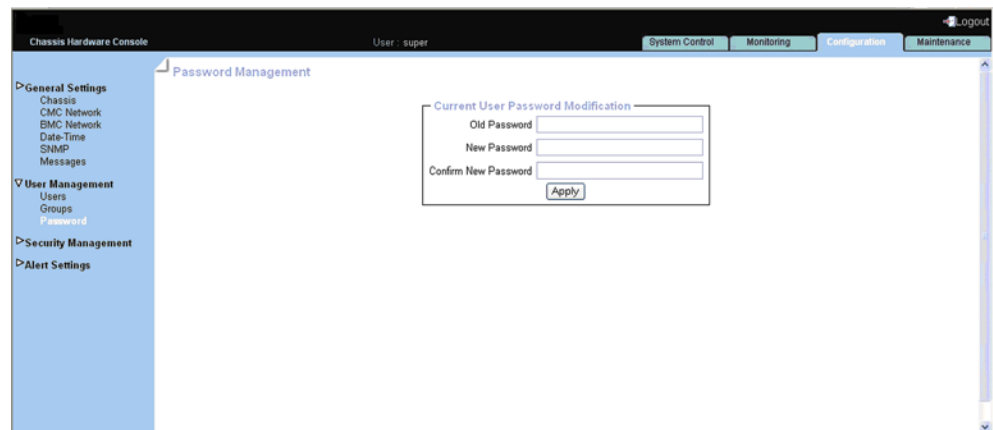 Logout
Chassis Hardware Console
User : super
System Control
Monitoring
Configuration
Maintenance
General Settings
Chassis
CMC Network
BMC Network
Date-Time
SNMP
Messages
User Management
Users
Groups
Password
Security Management
Alert Settings
Password Management
Current User Password Modification
Old Password
New Password
Confirm New Password
Apply